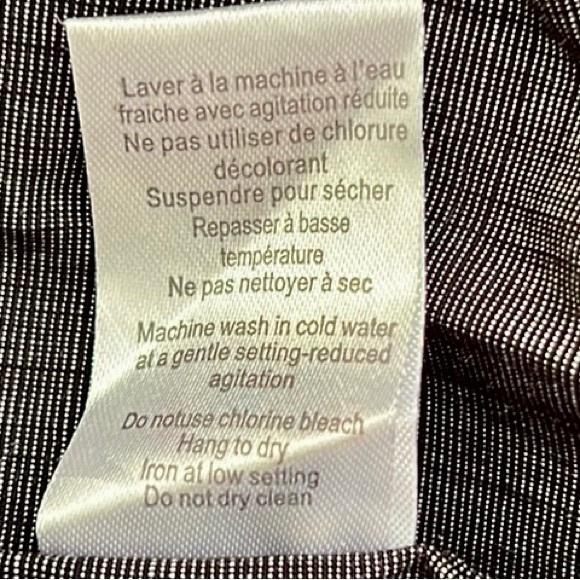 Laver à la machine à l'eau
fraiche avec agitation réduite
Ne pas utiliser de chlorure
décolorant
Suspendre pour sécher
Repasser à basse
température
Ne pas nettoyer à sec
Machine wash in cold water
at a gentle setting-reduced
agitation
Do notuse chlorine bleach
Hang to dry
Iron at low setting
Do not dry clean